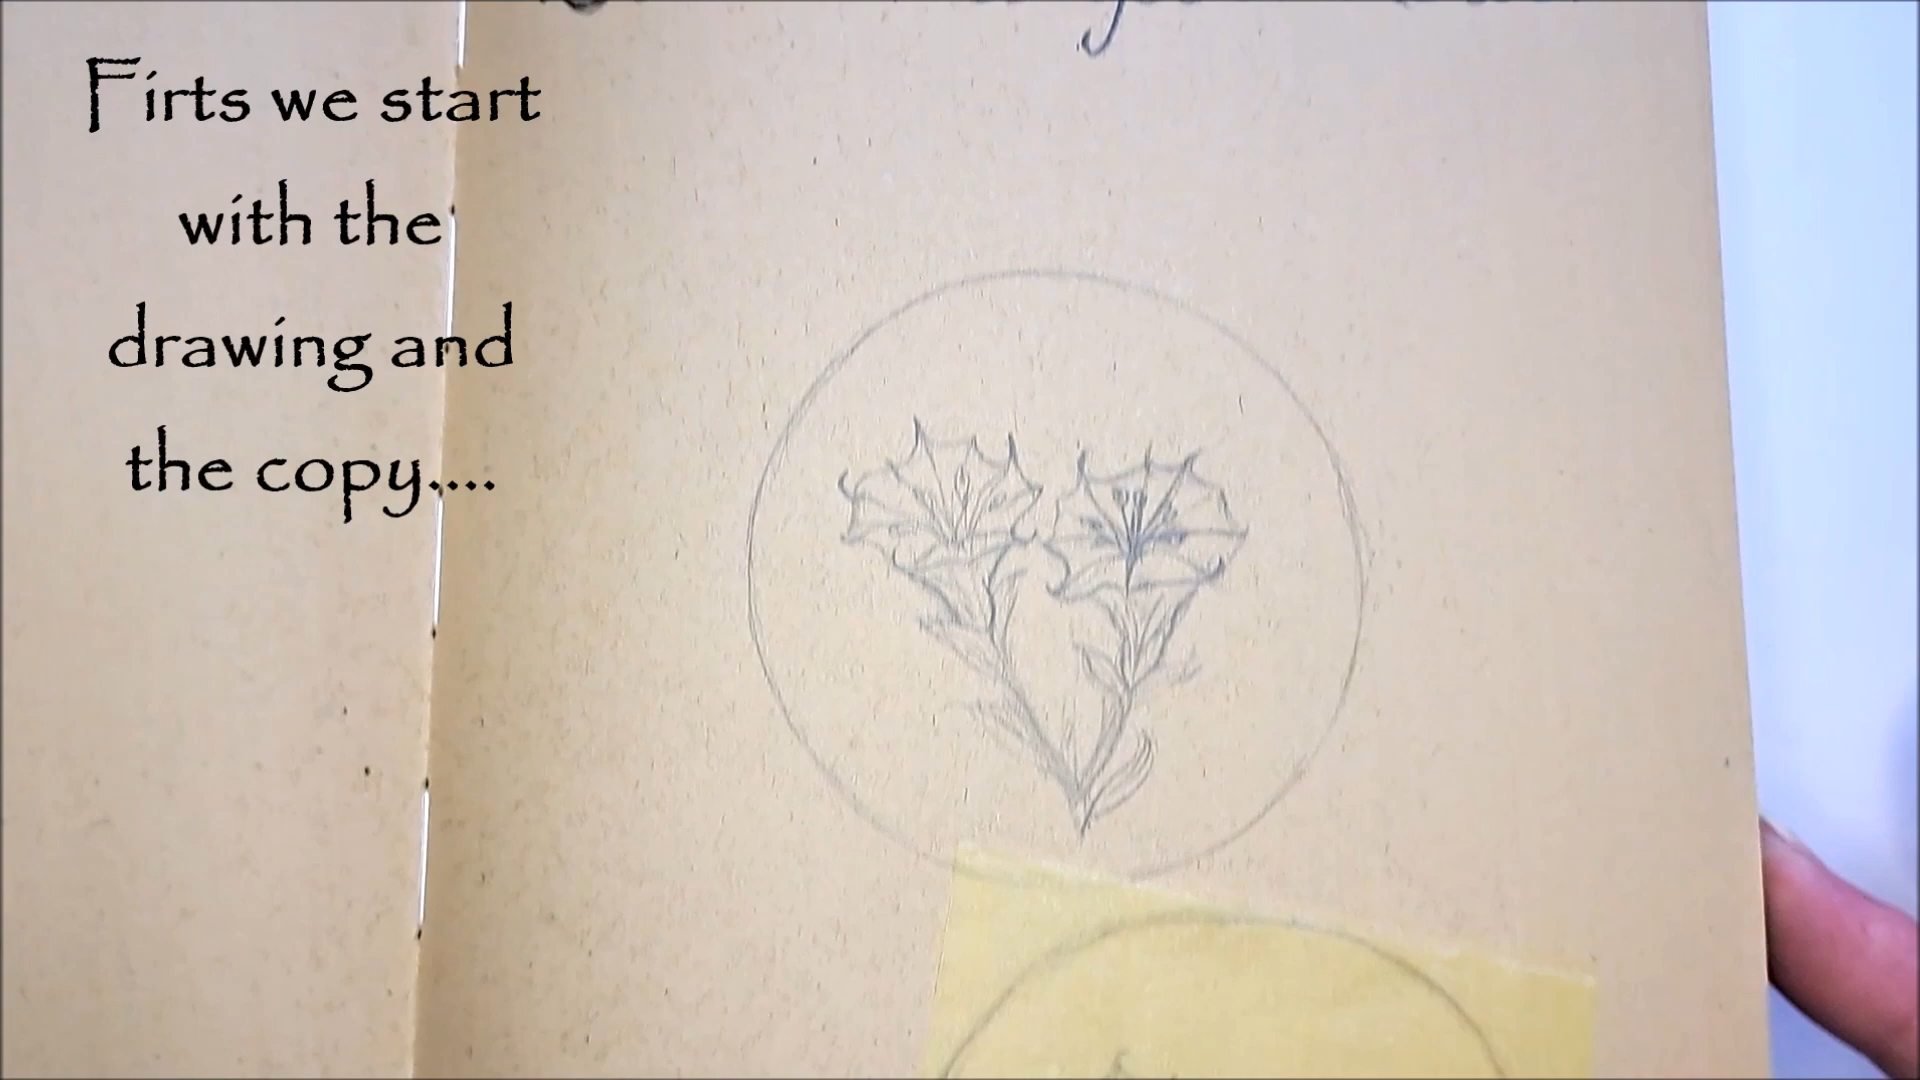 Firts we start
with the
drawing and
the copy....